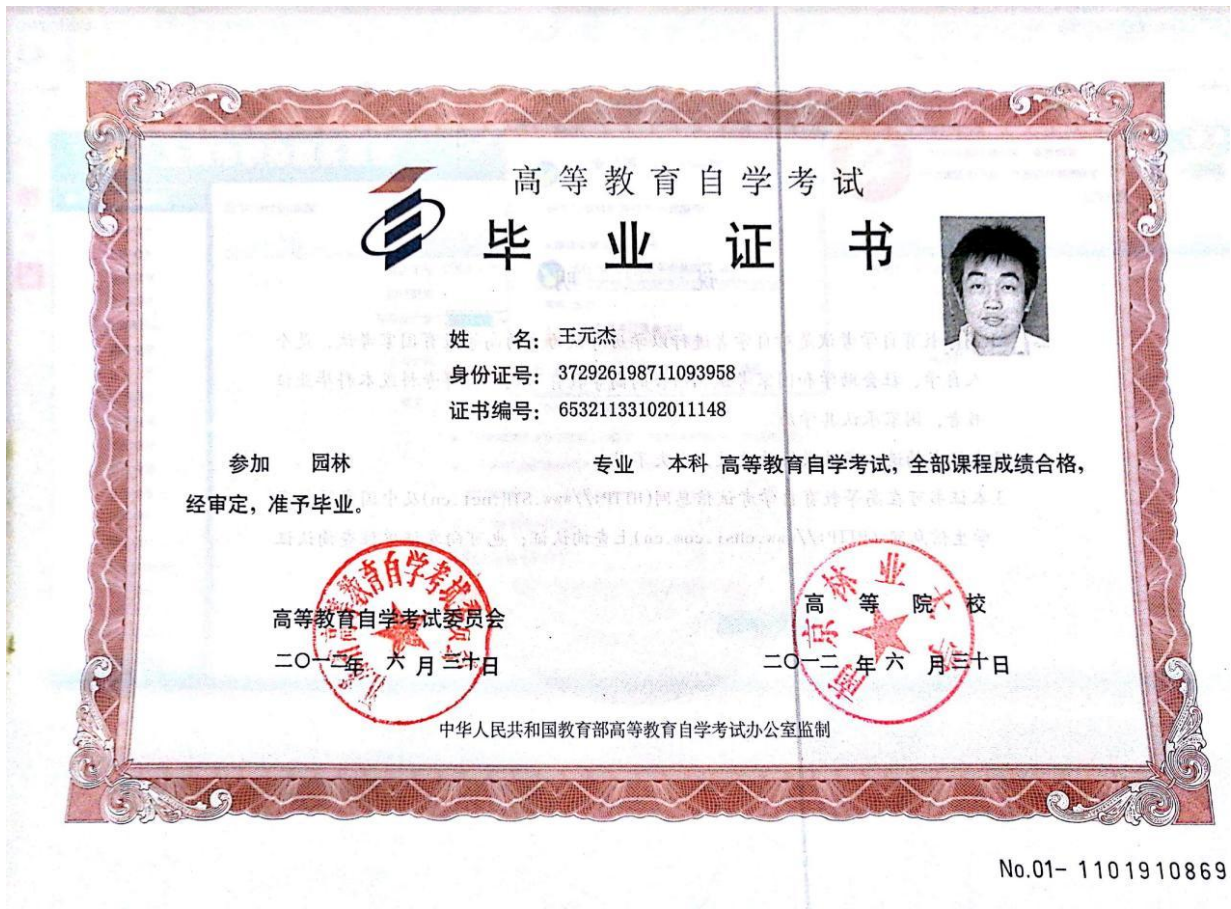 高等教育自学考试
毕业证书
姓 名： 王元杰
身份证号： 372926198711093958
证书编号： 65321133102011148
参加 园林 专业 本科 高等教育自学考试，全部课程成绩合格，
经审定，准予毕业。
高等教育自学考试委员会
高等院校
南京林业大学
二〇一二年 六 月三十日
二〇一二 年 六 月三十日
中华人民共和国教育部高等教育自学考试办公室监制
No.01- 1101910869